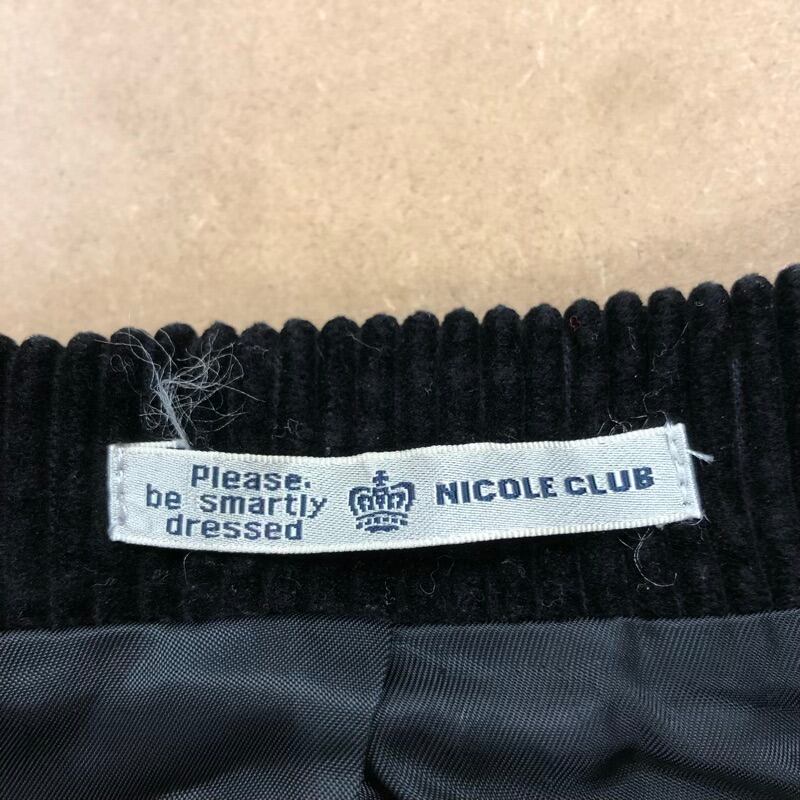 Please.
be smartly
dressed
NICOLE CLUB